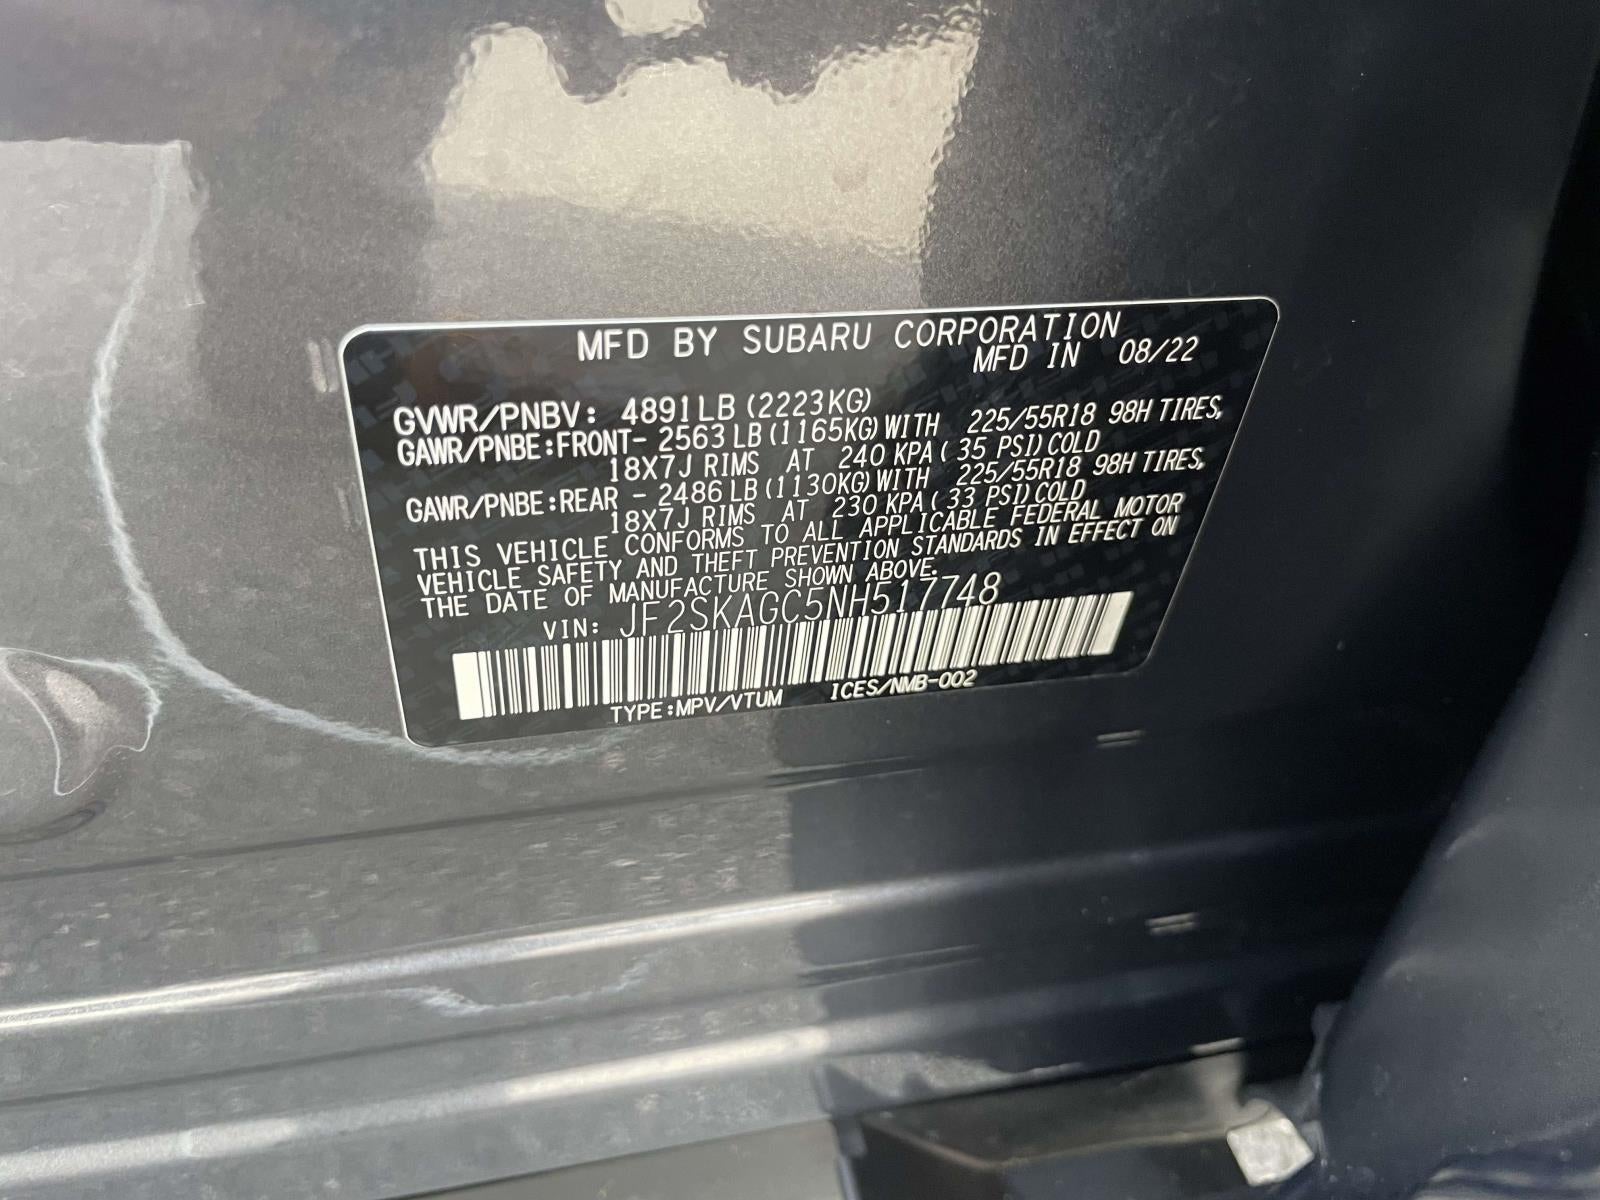 MFD BY SUBARU CORPORATION
MFD IN 08/22
GVWR/PNBV: 4891LB (2223KG)
GAWR/PNBE:FRONT- 2563LB(1165KG)WITH 225/55R18 98H TIRES,
18X7J RIMS AT 240 KPA( 35 PSI)COLD
GAWR/PNBE:REAR - 2486LB(1130KG)WITH 225/55R18 98H TIRES,
18X7J RIMS AT 230 KPA( 33 PSI)COLD
THIS VEHICLE CONFORMS TO ALL APPLICABLE FEDERAL MOTOR
VEHICLE SAFETY AND THEFT PREVENTION STANDARDS IN EFFECT ON
THE DATE OF MANUFACTURE SHOWN ABOVE.
VIN: JF2SKAGC5NH517748
TYPE:MPV/VTUM ICES/NMB-002